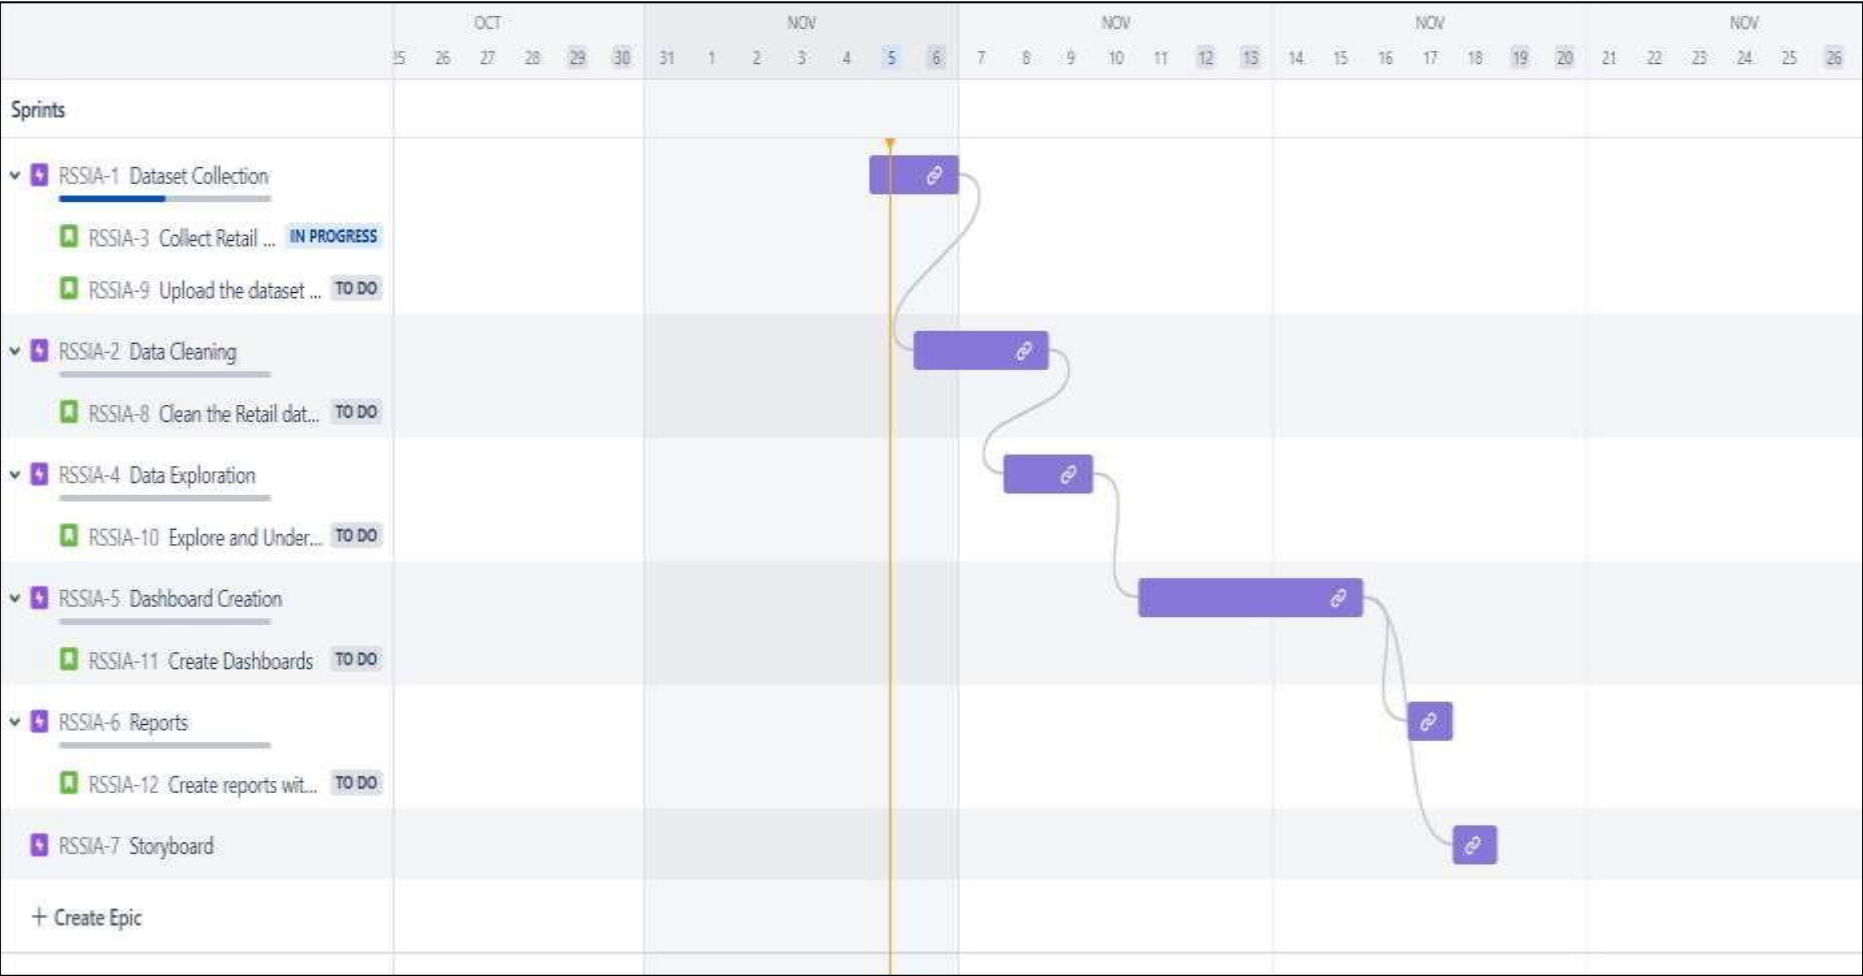 OCT NOV NOV NOV NOV
25 26 27 28 29 30 31 1 2 3 4 5 6 7 8 9 10 11 12 13 14 15 16 17 18 19 20 21 22 23 24 25 26
Sprints
RSSIA-1 Dataset Collection
RSSIA-3 Collect Retail ... IN PROGRESS
RSSIA-9 Upload the dataset ... TO DO
RSSIA-2 Data Cleaning
RSSIA-8 Clean the Retail dat... TO DO
RSSIA-4 Data Exploration
RSSIA-10 Explore and Under... TO DO
RSSIA-5 Dashboard Creation
RSSIA-11 Create Dashboards TO DO
RSSIA-6 Reports
RSSIA-12 Create reports wit... TO DO
RSSIA-7 Storyboard
+ Create Epic